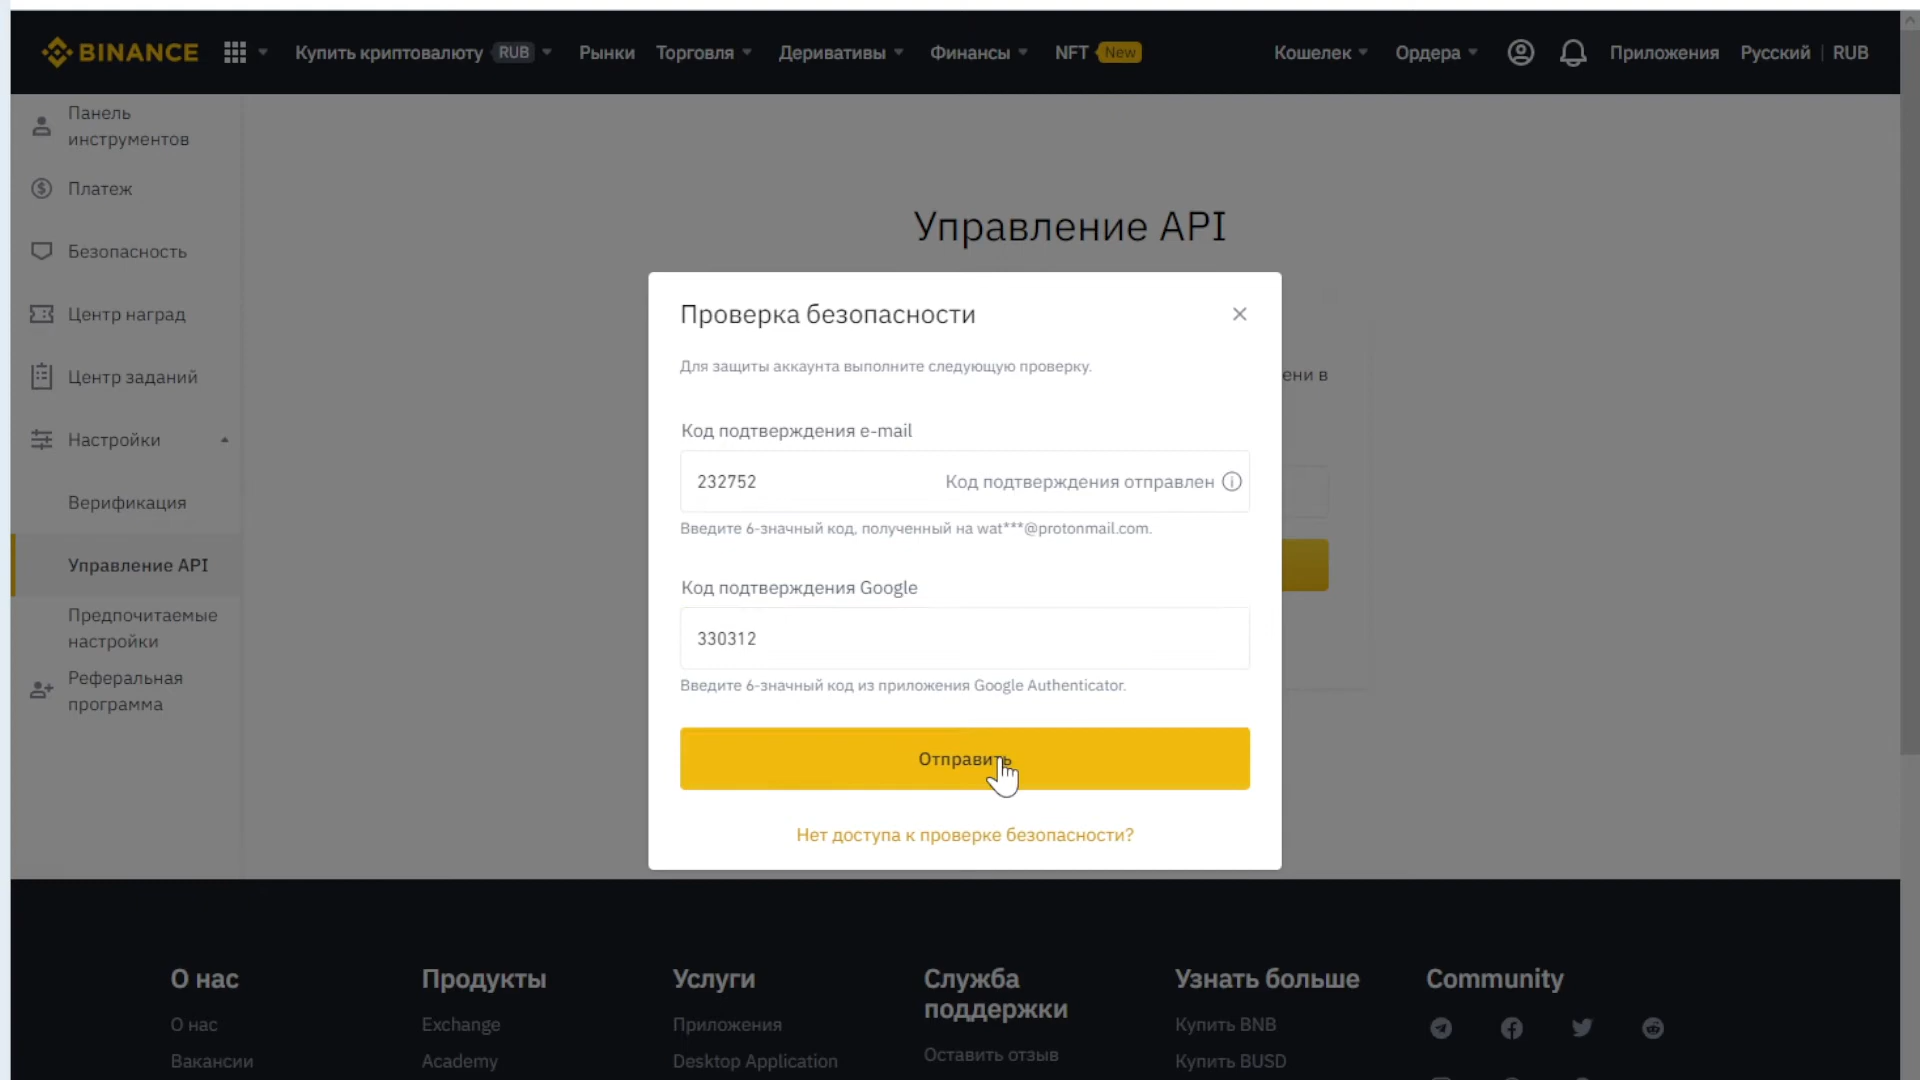 BINANCE
Купить криптовалюту RUB
Рынки
Торговля
Деривативы
Финансы
NFT New
Кошелек
Ордера
Приложения
Русский | RUB
Панель
инструментов
Платеж
Безопасность
Центр наград
Центр заданий
Настройки
Верификация
Управление API
Предпочитаемые
настройки
Реферальная
программа
Управление API
ени в
Проверка безопасности
Для защиты аккаунта выполните следующую проверку.
Код подтверждения e-mail
232752 Код подтверждения отправлен
Введите 6-значный код, полученный на wat***@protonmail.com.
Код подтверждения Google
330312
Введите 6-значный код из приложения Google Authenticator.
Отправить
Нет доступа к проверке безопасности?
О нас
О нас
Вакансии
Продукты
Exchange
Academy
Услуги
Приложения
Desktop Application
Служба
поддержки
Оставить отзыв
Узнать больше
Купить BNB
Купить BUSD
Community